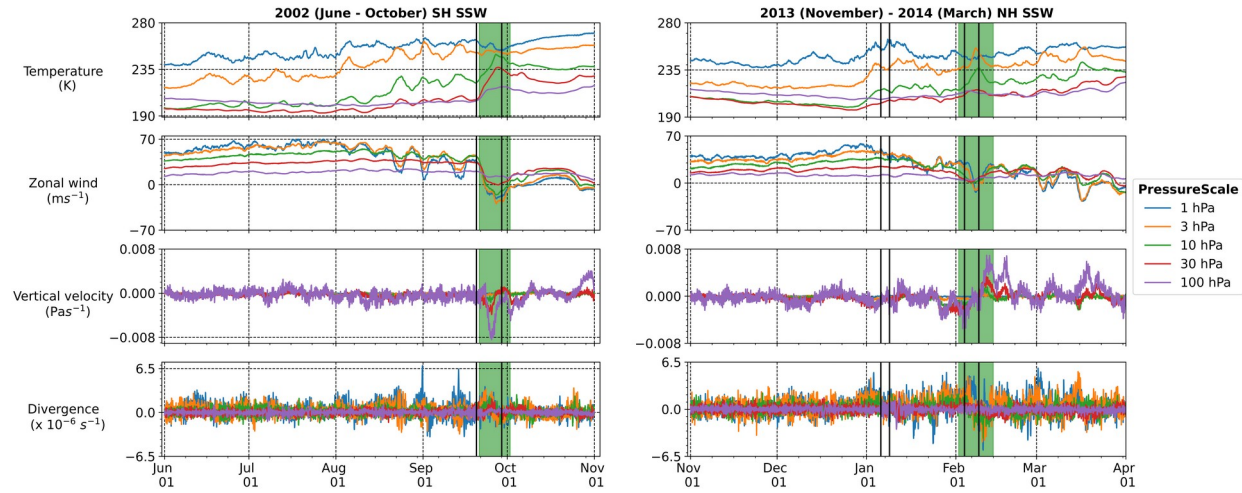 2002 (June - October) SH SSW
2013 (November) - 2014 (March) NH SSW
Temperature
(K)
280
235
190
280
235
190
Zonal wind
(ms⁻¹)
70
0
−70
70
0
−70
Vertical velocity
(Pas⁻¹)
0.008
0.000
−0.008
0.008
0.000
−0.008
Divergence
(x 10⁻⁶ s⁻¹)
6.5
0.0
−6.5
6.5
0.0
−6.5
Jun 01
Jul 01
Aug 01
Sep 01
Oct 01
Nov 01
Nov 01
Dec 01
Jan 01
Feb 01
Mar 01
Apr 01
PressureScale
1 hPa
3 hPa
10 hPa
30 hPa
100 hPa